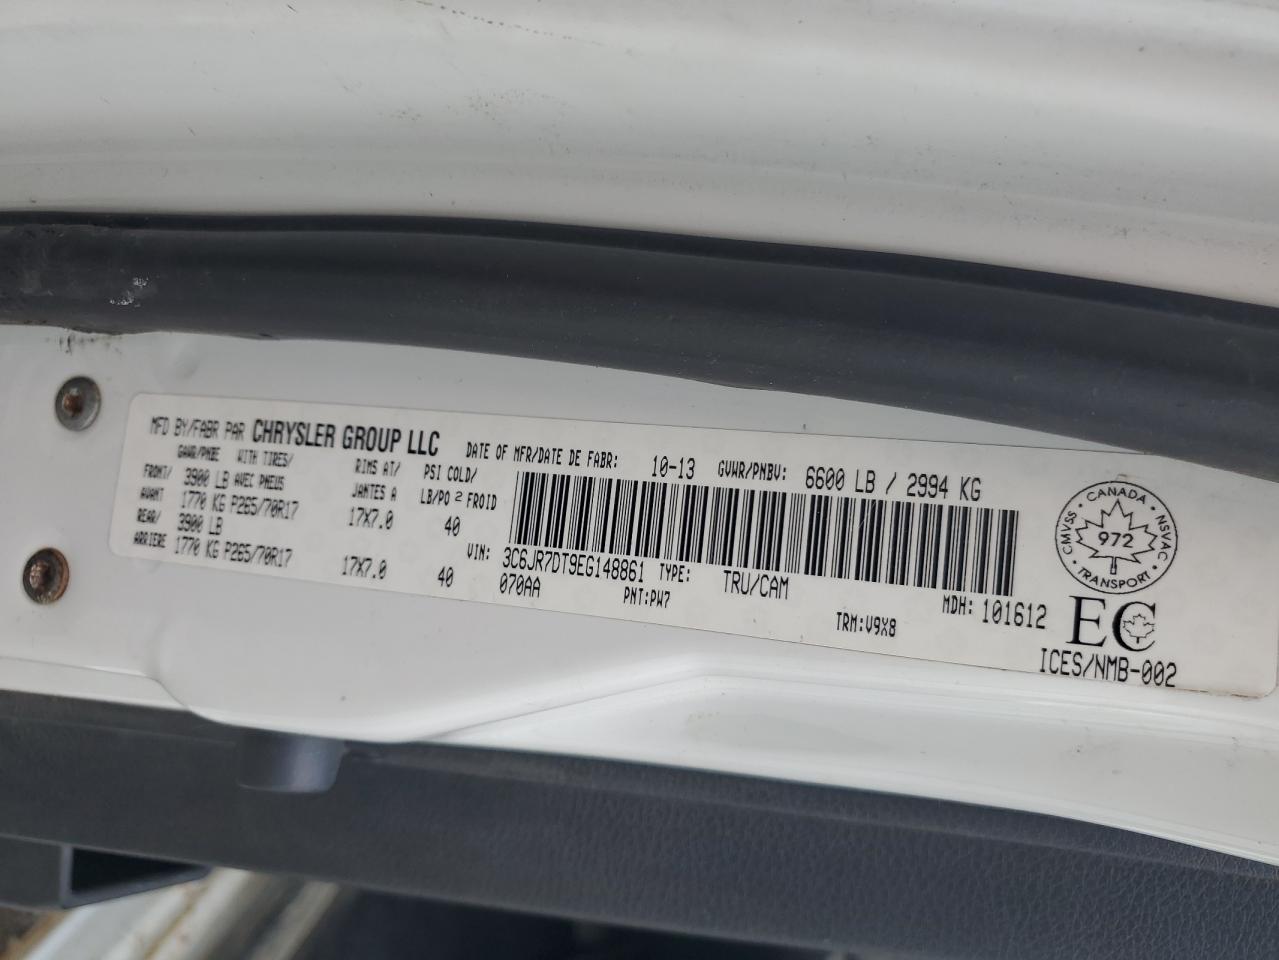 MFD BY/FABR PAR CHRYSLER GROUP LLC DATE OF MFR/DATE DE FABR: 10-13 GVWR/PNBV: 6600 LB / 2994 KG
GAWR/PNBE WITH TIRES/ RIMS AT/ PSI COLD/
FRONT/ 3900 LB AVEC PNEUS JANTES A LB/PO 2 FROID
AVANT 1770 KG P265/70R17 17X7.0 40
REAR/ 3900 LB
ARRIERE 1770 KG P265/70R17 17X7.0 40
VIN: 3C6JR7DT9EG148861 TYPE: TRU/CAM MDH: 101612
070AA PNT:PW7 TRM:V9X8
CANADA
CMVSS NSVAC
972
TRANSPORT
EC
ICES/NMB-002